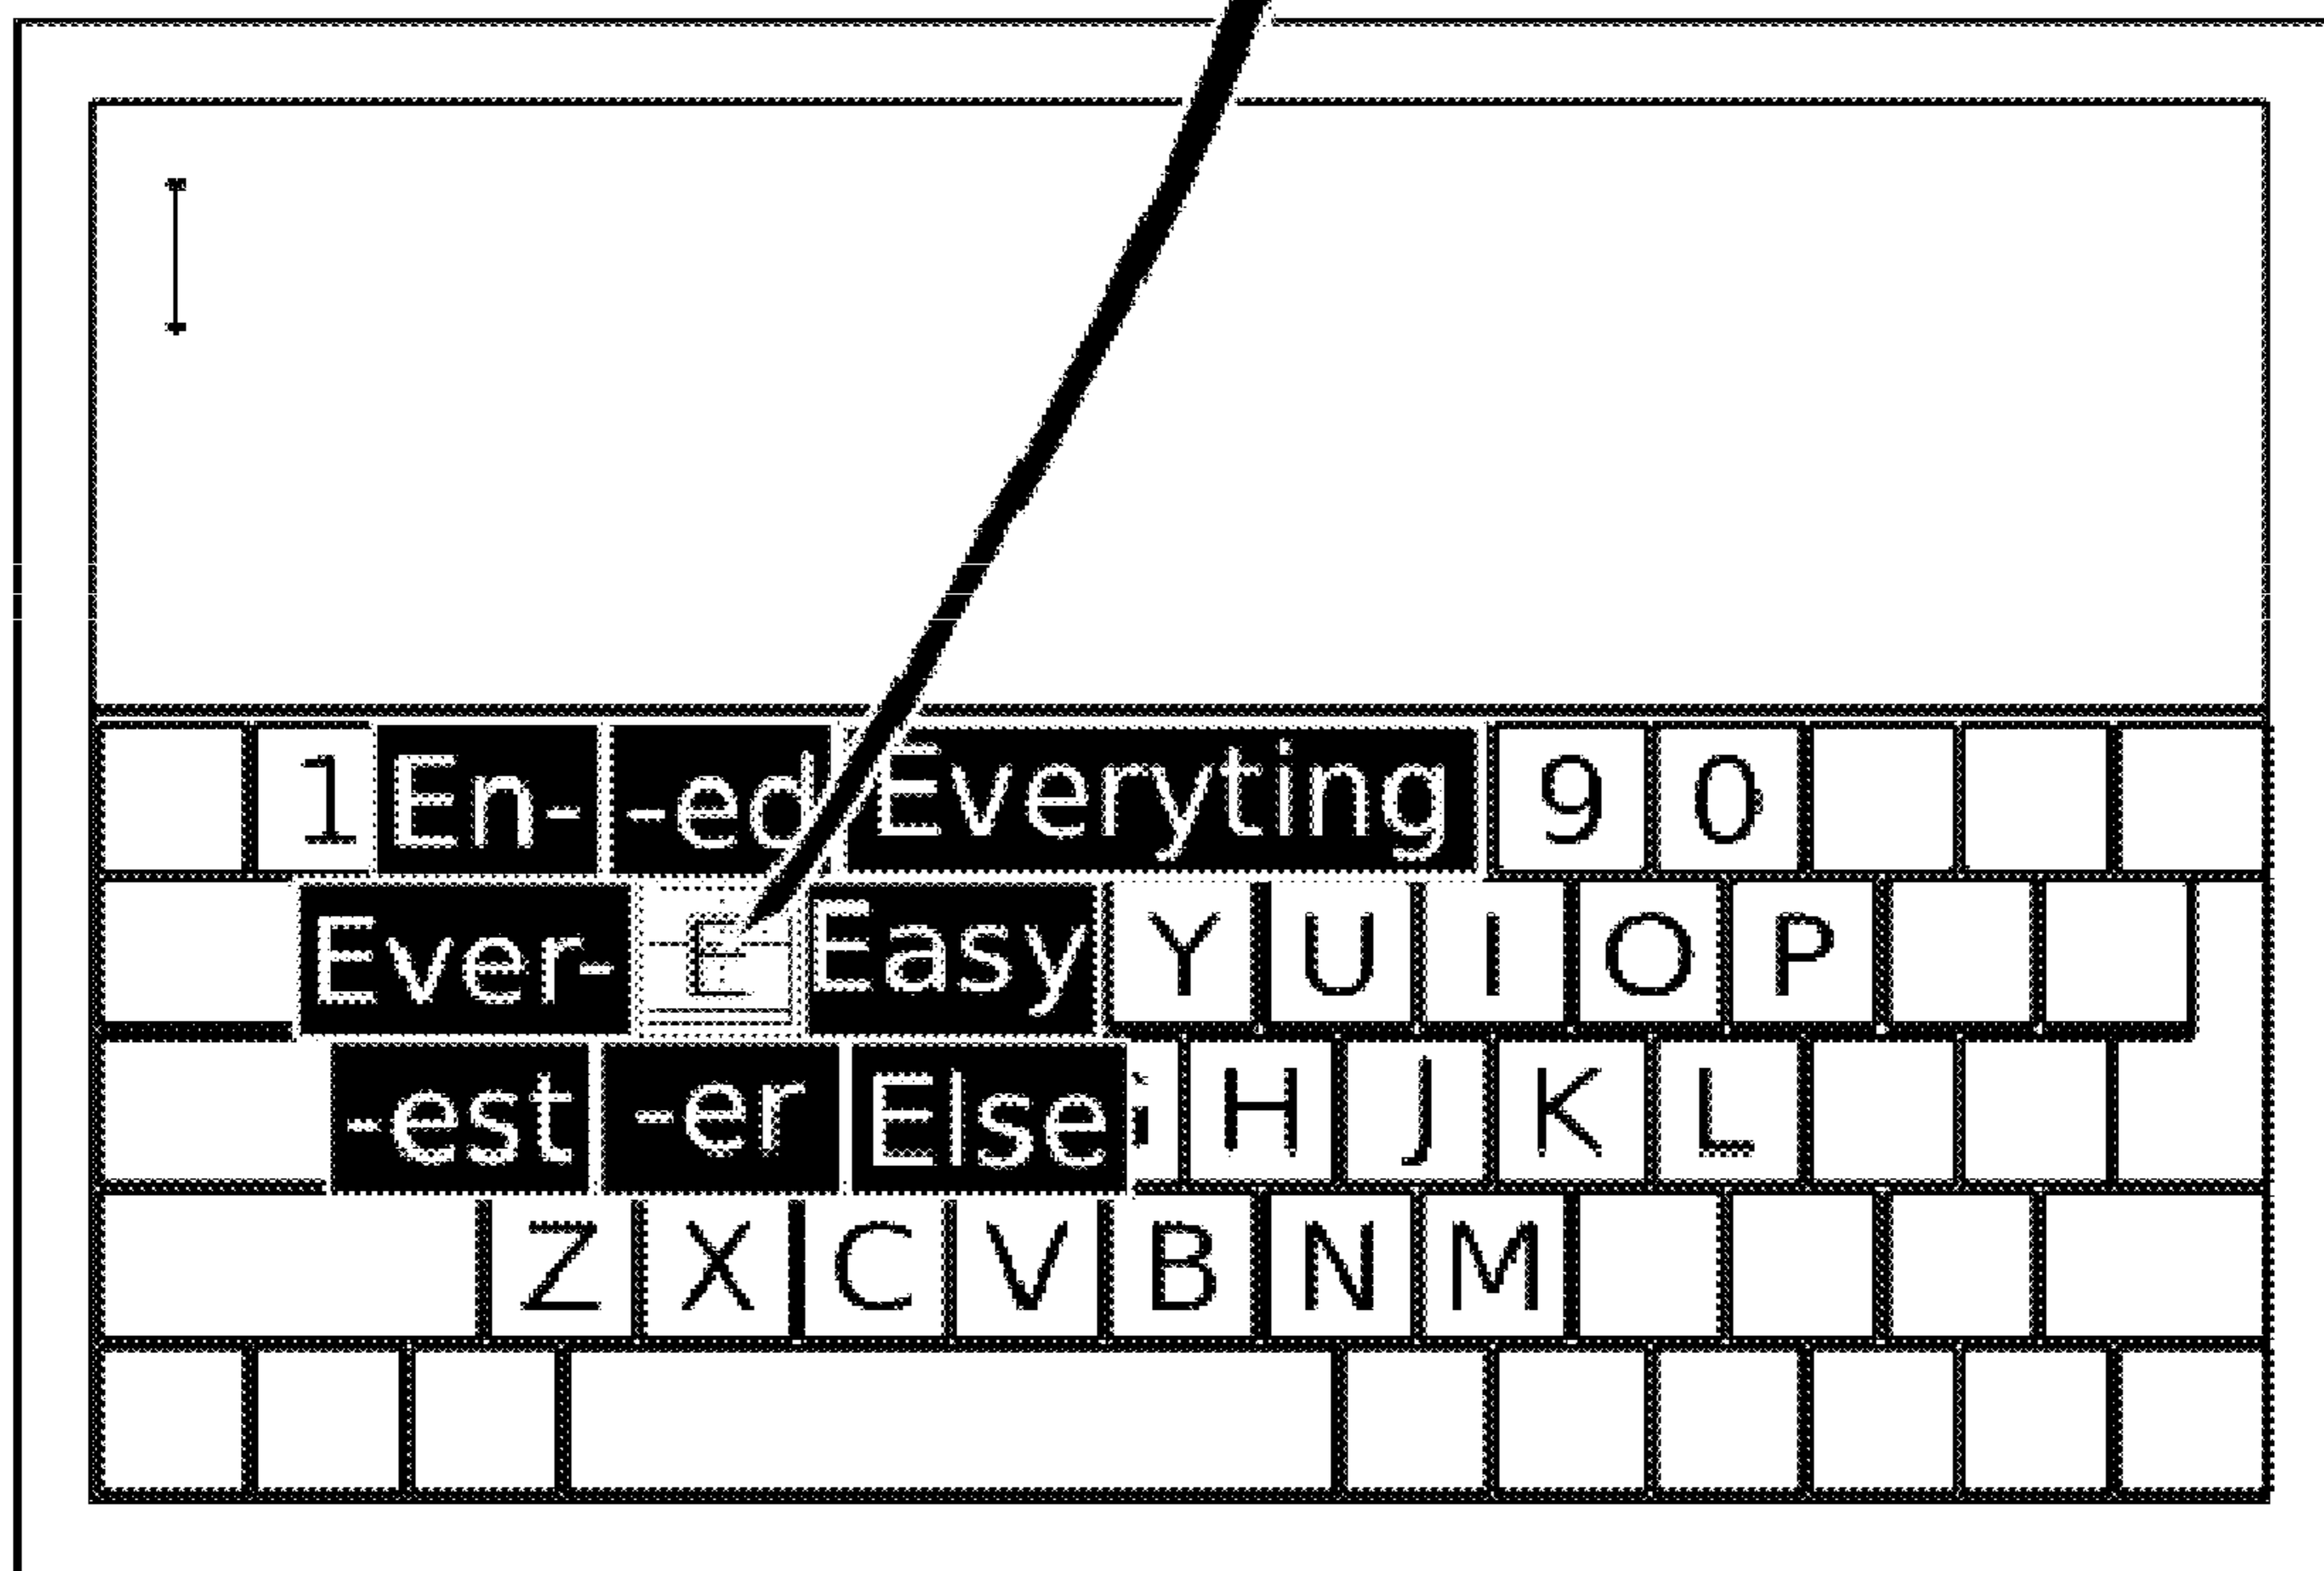 1 En- -ed Everyting 9 0
Ever- E Easy Y U I O P
-est -er Else H J K L
Z X C V B N M